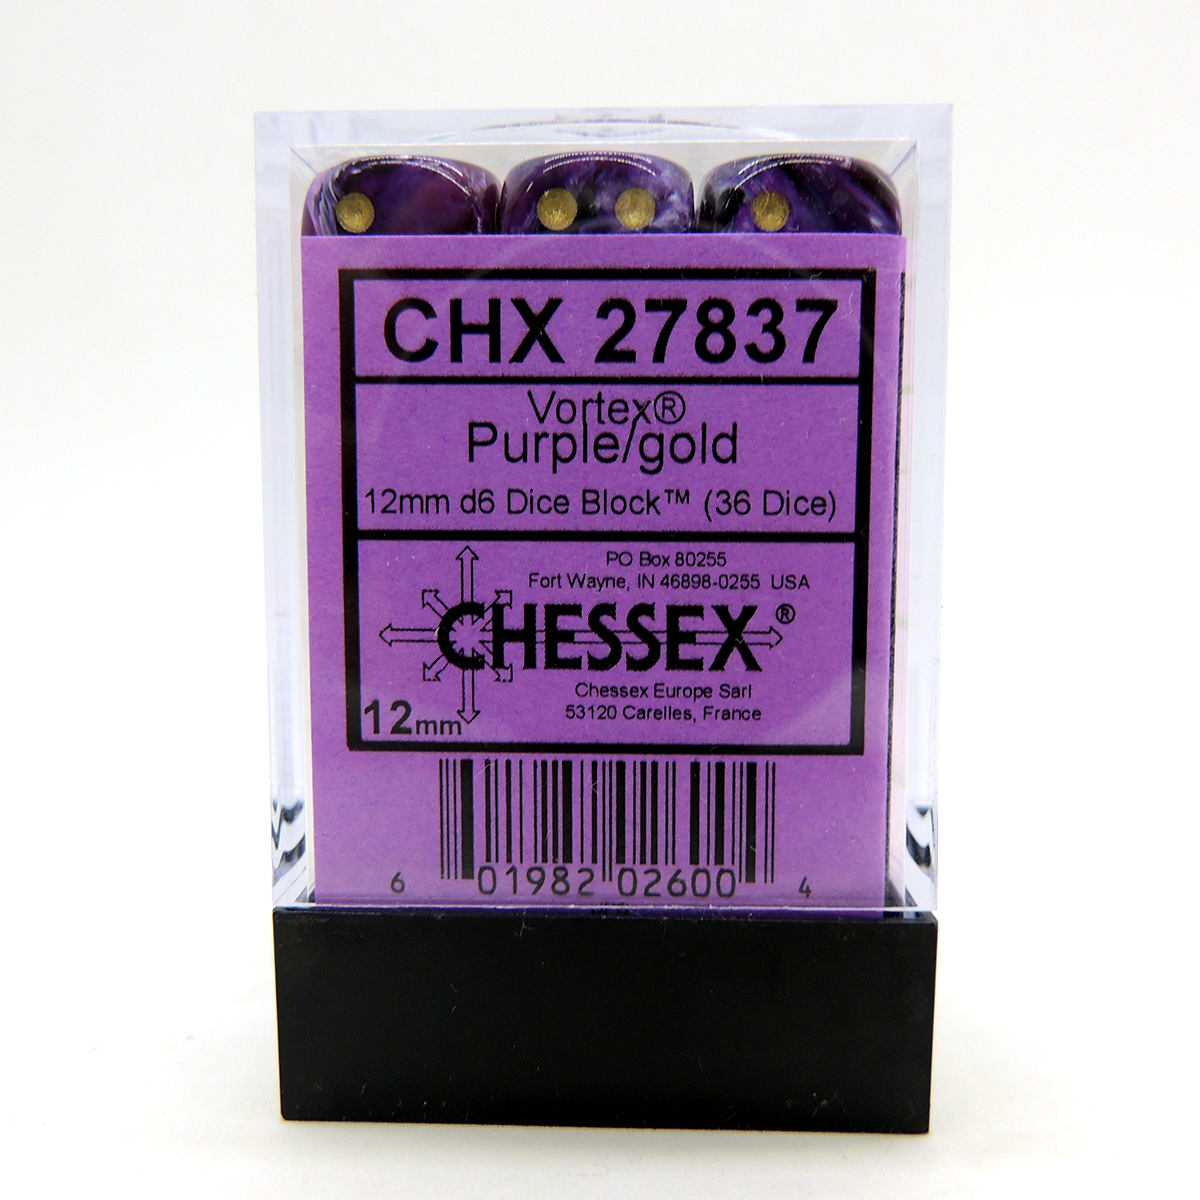 CHX 27837
Vortex®
Purple/gold
12mm d6 Dice Block™ (36 Dice)
PO Box 80255
Fort Wayne, IN 46898-0255 USA
CHESSEX®
Chessex Europe Sarl
53120 Carelles, France
12mm
6 01982 02600 4